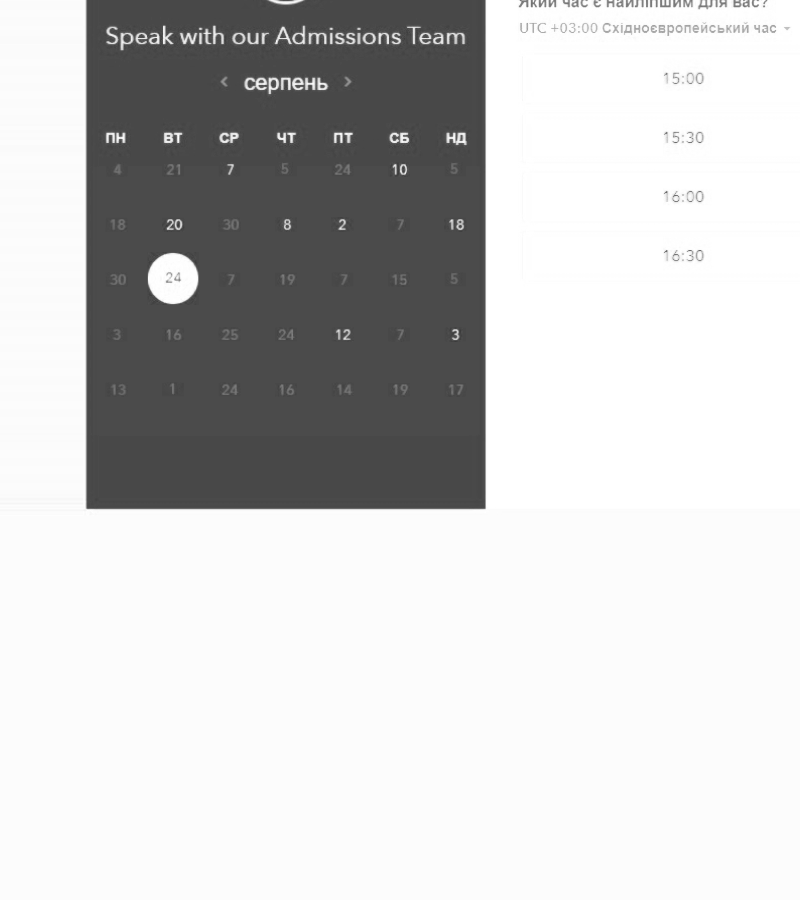 Speak with our Admissions Team
серпень
ПН ВТ СР ЧТ ПТ СБ НД
4 21 7 5 24 10 5
18 20 30 8 2 7 18
30 24 7 19 7 15 5
3 16 25 24 12 7 3
13 1 24 16 14 19 17
Який час є найліпшим для вас?
UTC +03:00 Східноєвропейський час
15:00
15:30
16:00
16:30